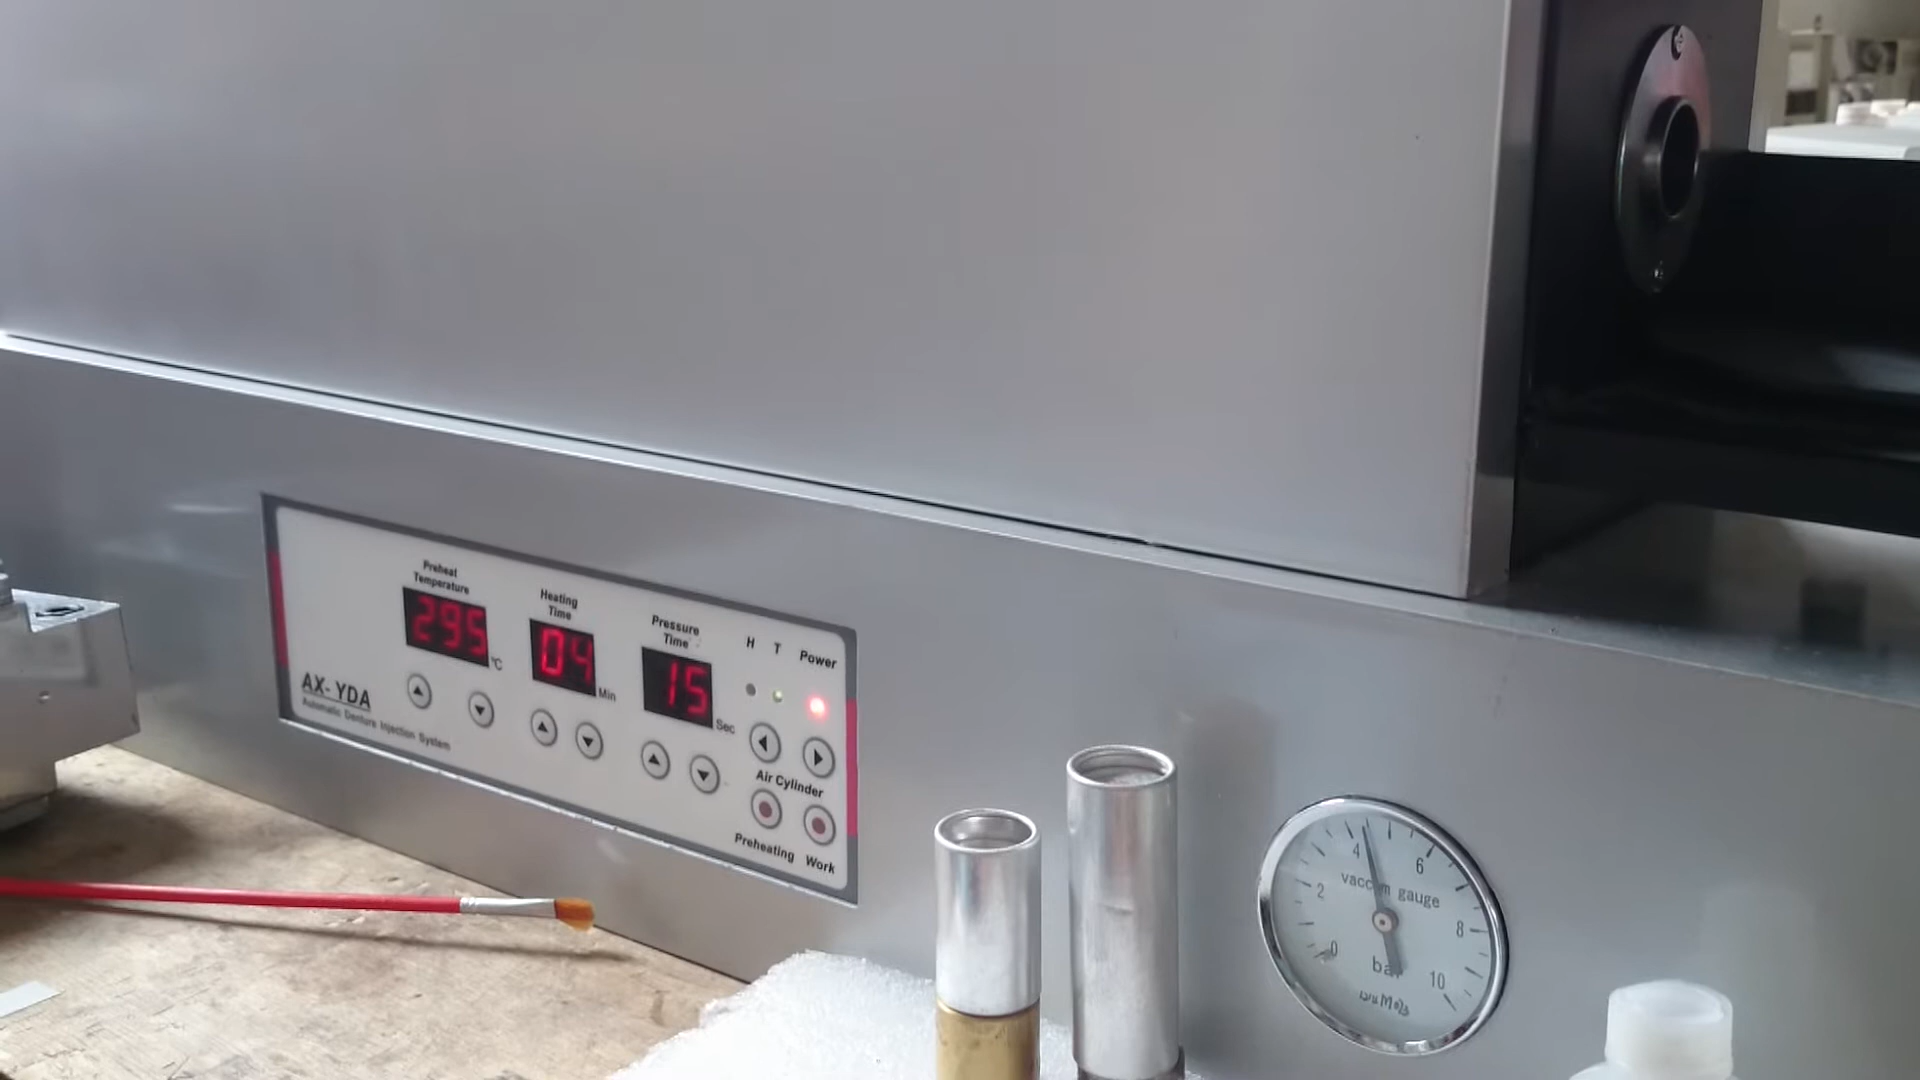 Preheat
Temperature
295
°C
Heating
Time
04
Min
Pressure
Time
15
Sec
H T Power
AX-YDA
Automatic Denture Injection System
Air Cylinder
Preheating Work
0 2 4 6 8 10
vaccum gauge
bar